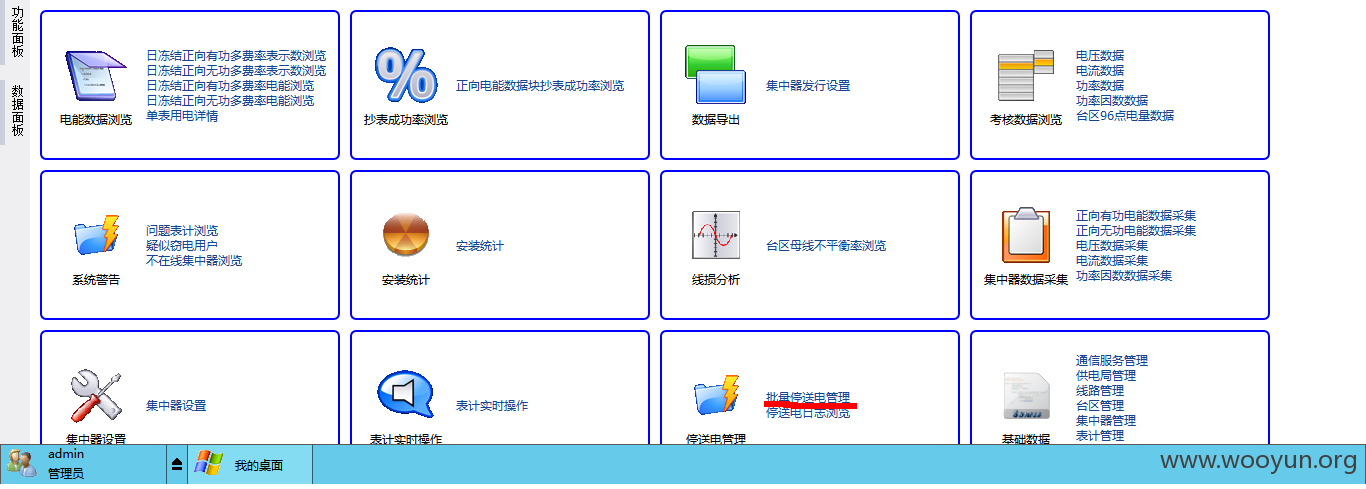 功能面板
数据面板
日冻结正向有功多费率表示数浏览
日冻结正向无功多费率表示数浏览
日冻结正向有功多费率电能浏览
日冻结正向无功多费率电能浏览
单表用电详情
电能数据浏览
正向电能数据块抄表成功率浏览
抄表成功率浏览
集中器发行设置
数据导出
电压数据
电流数据
功率数据
功率因数数据
台区96点电量数据
考核数据浏览
问题表计浏览
疑似窃电用户
不在线集中器浏览
系统警告
安装统计
安装统计
台区母线不平衡率浏览
线损分析
正向有功电能数据采集
正向无功电能数据采集
电压数据采集
电流数据采集
功率因数数据采集
集中器数据采集
集中器设置
集中器设置
表计实时操作
表计实时操作
批量停送电管理
停送电日志浏览
停送电管理
通信服务管理
供电局管理
线路管理
台区管理
集中器管理
表计管理
基础数据
admin
管理员
我的桌面
www.wooyun.org